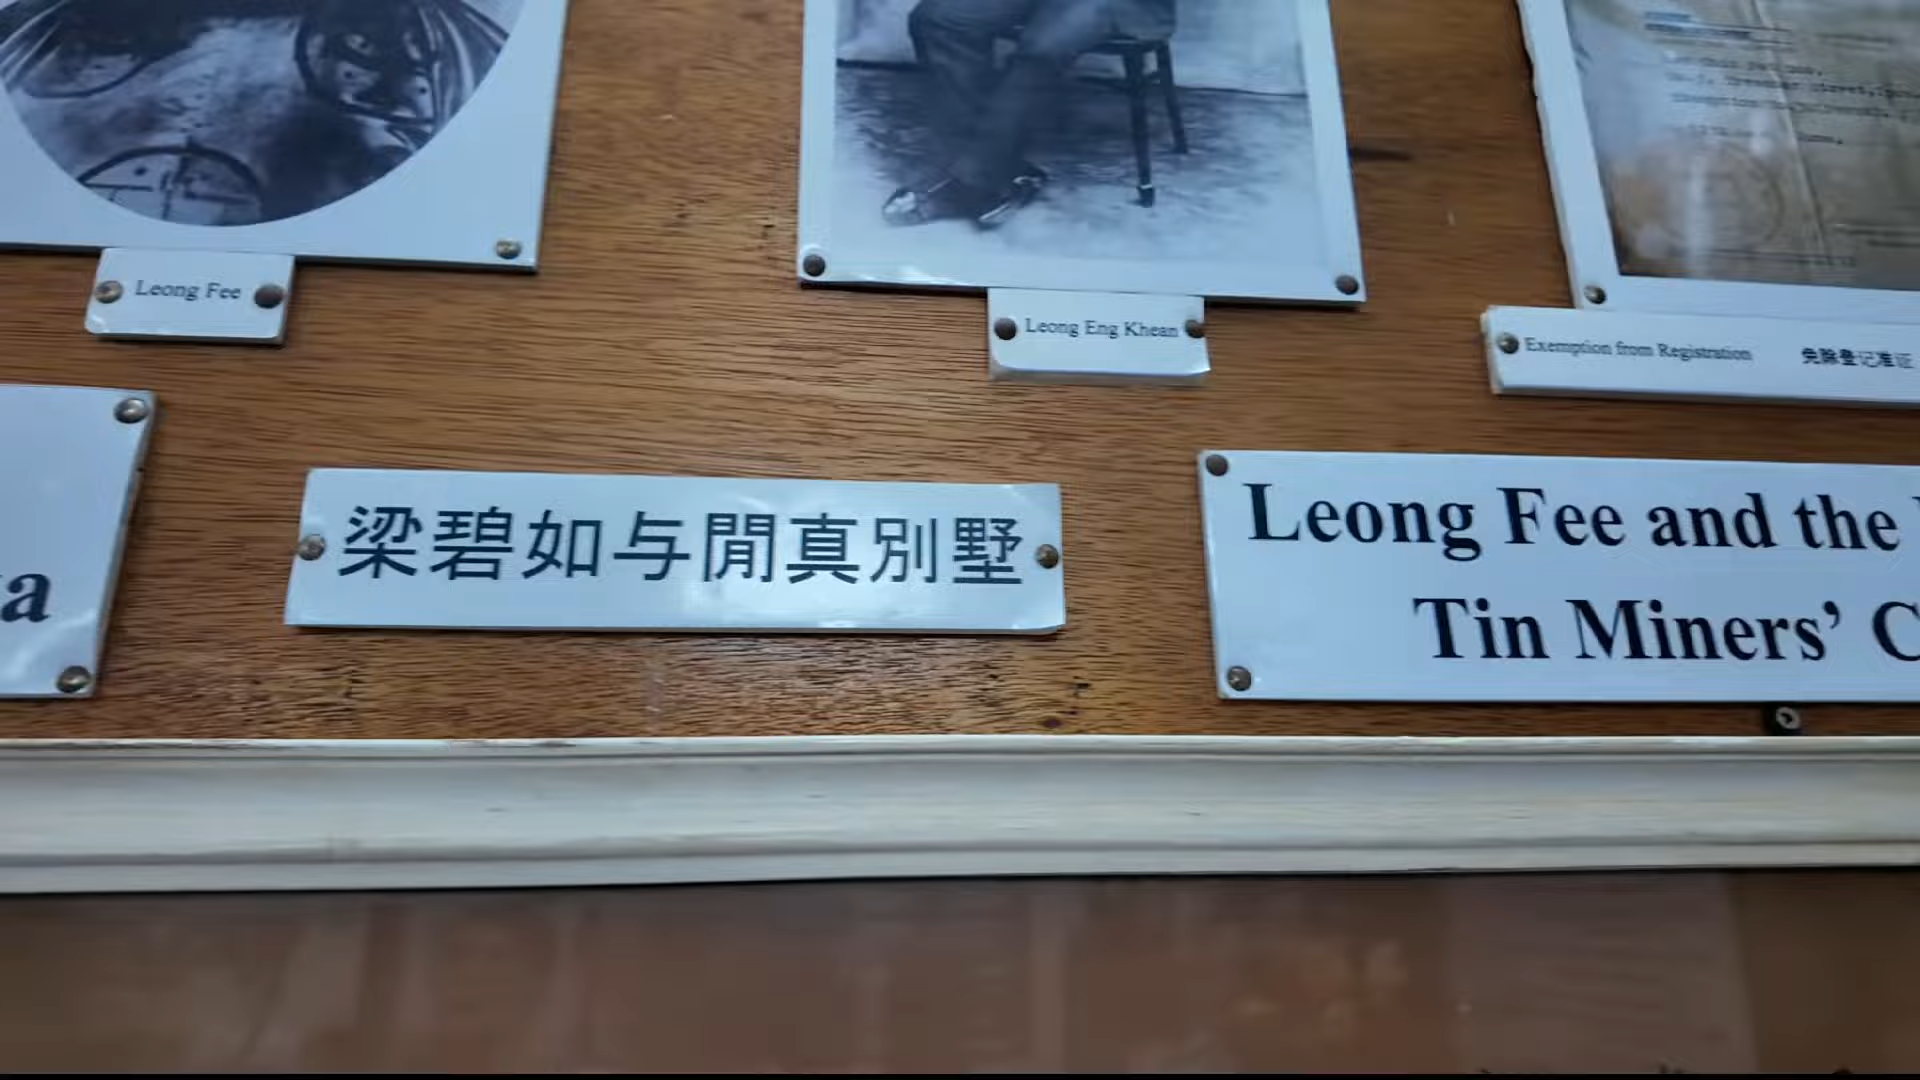 Leong Fee
Leong Eng Khean
Exemption from Registration 免除登记准证
a
梁碧如与閒真別墅
Leong Fee and the
Tin Miners’ C